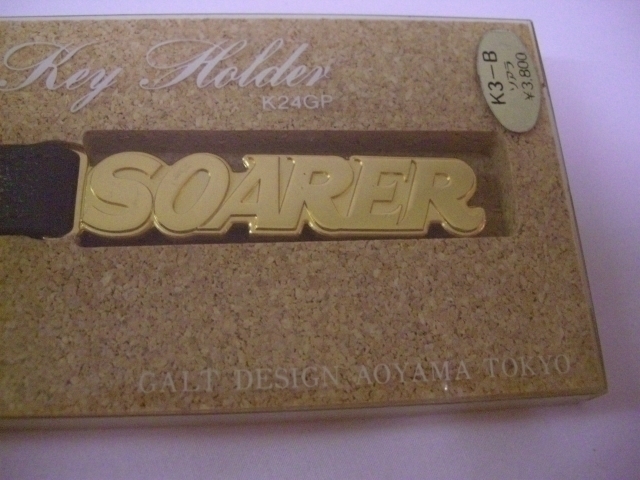 Key Holder
K24GP
K3-B
ソアラ
¥3,800
SOARER
GALT DESIGN AOYAMA TOKYO